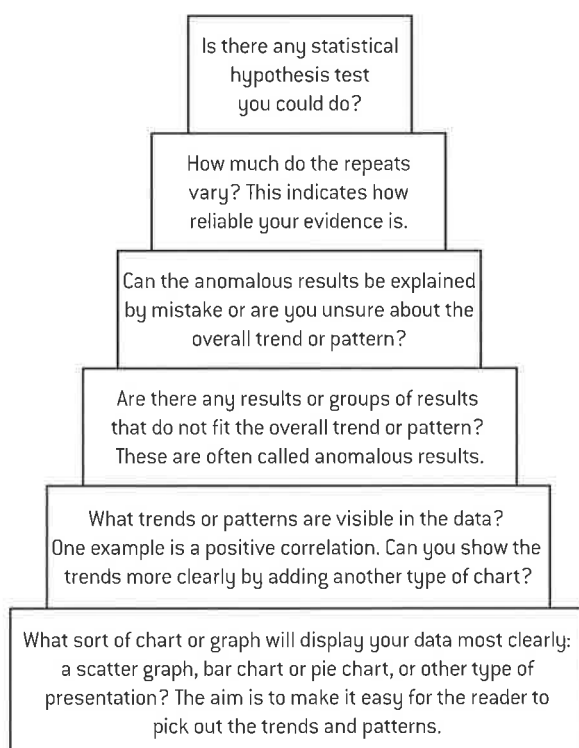 Is there any statistical
hypothesis test
you could do?
How much do the repeats
vary? This indicates how
reliable your evidence is.
Can the anomalous results be explained
by mistake or are you unsure about the
overall trend or pattern?
Are there any results or groups of results
that do not fit the overall trend or pattern?
These are often called anomalous results.
What trends or patterns are visible in the data?
One example is a positive correlation. Can you show the
trends more clearly by adding another type of chart?
What sort of chart or graph will display your data most clearly:
a scatter graph, bar chart or pie chart, or other type of
presentation? The aim is to make it easy for the reader to
pick out the trends and patterns.